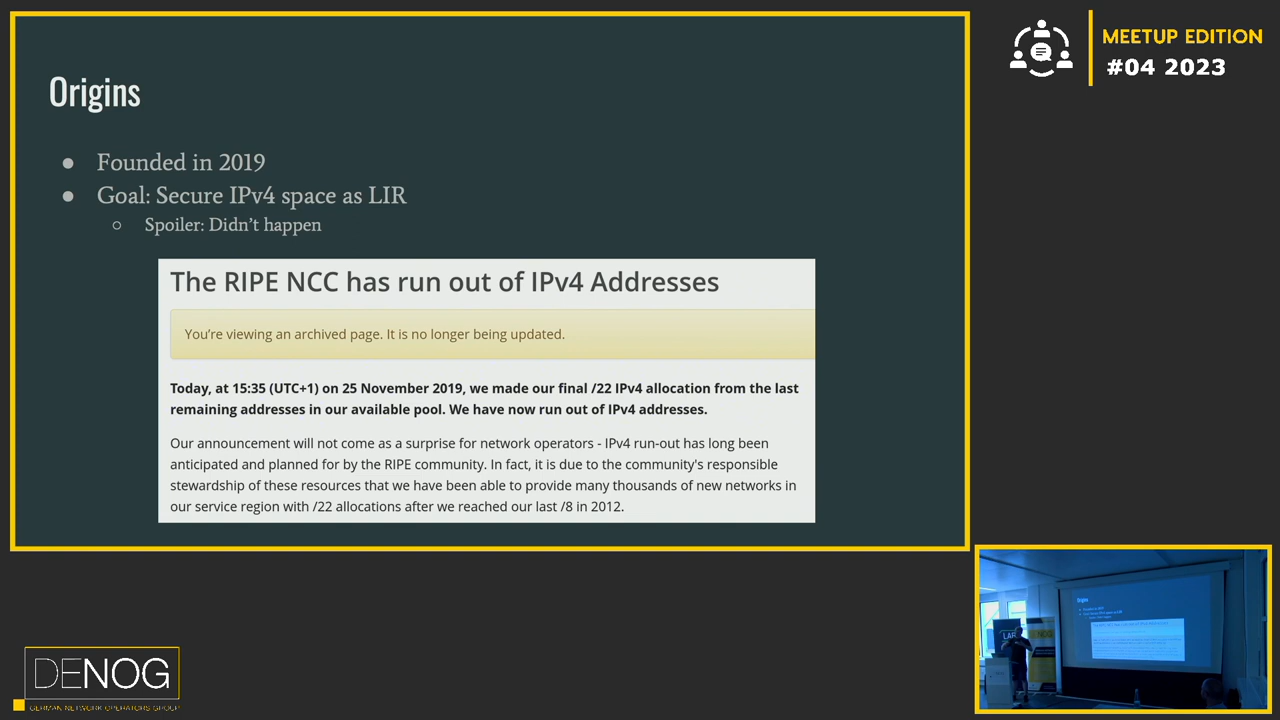 MEETUP EDITION
#04 2023
Origins
● Founded in 2019
● Goal: Secure IPv4 space as LIR
○ Spoiler: Didn't happen
The RIPE NCC has run out of IPv4 Addresses
You're viewing an archived page. It is no longer being updated.
Today, at 15:35 (UTC+1) on 25 November 2019, we made our final /22 IPv4 allocation from the last
remaining addresses in our available pool. We have now run out of IPv4 addresses.
Our announcement will not come as a surprise for network operators - IPv4 run-out has long been
anticipated and planned for by the RIPE community. In fact, it is due to the community's responsible
stewardship of these resources that we have been able to provide many thousands of new networks in
our service region with /22 allocations after we reached our last /8 in 2012.
Origins
LAB
DENOG
DENOG
GERMAN NETWORK OPERATORS GROUP